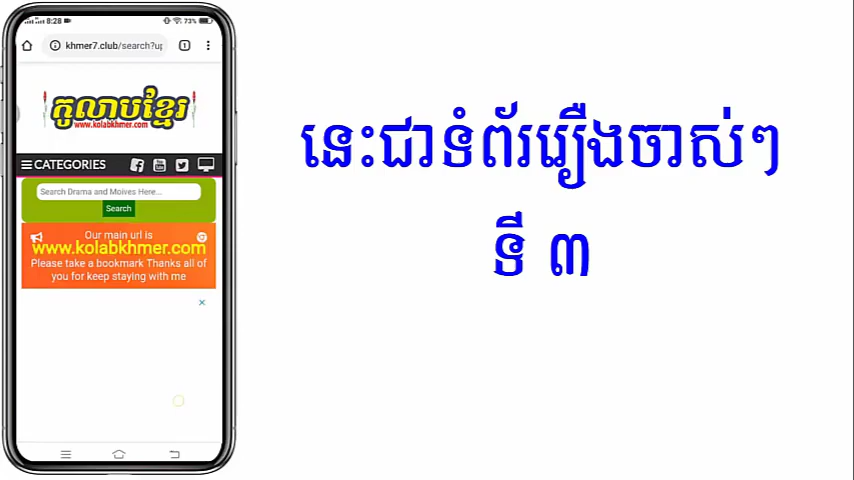 8:28
73%
khmer7.club/search?up
1
កូលាបខ្មែរ
www.kolabkhmer.com
CATEGORIES
Search Drama and Moives Here...
Search
Our main url is
www.kolabkhmer.com
Please take a bookmark Thanks all of
you for keep staying with me
នេះជាទំព័ររឿងចាស់ៗ
ទី ៣